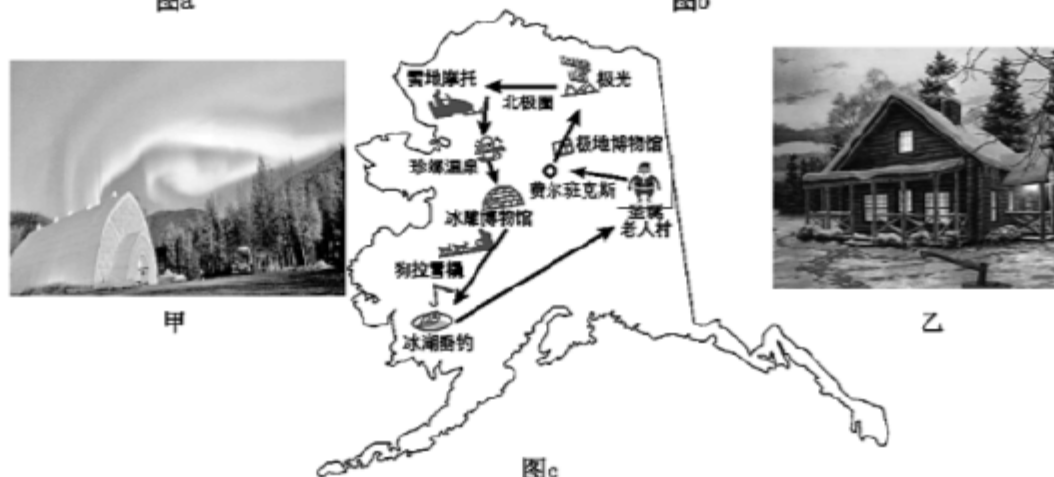 图a
图b
雪地摩托
极光
北极圈
极地博物馆
珍娜温泉
费尔班克斯
圣诞
老人村
冰雕博物馆
狗拉雪橇
冰湖垂钓
甲
乙
图c